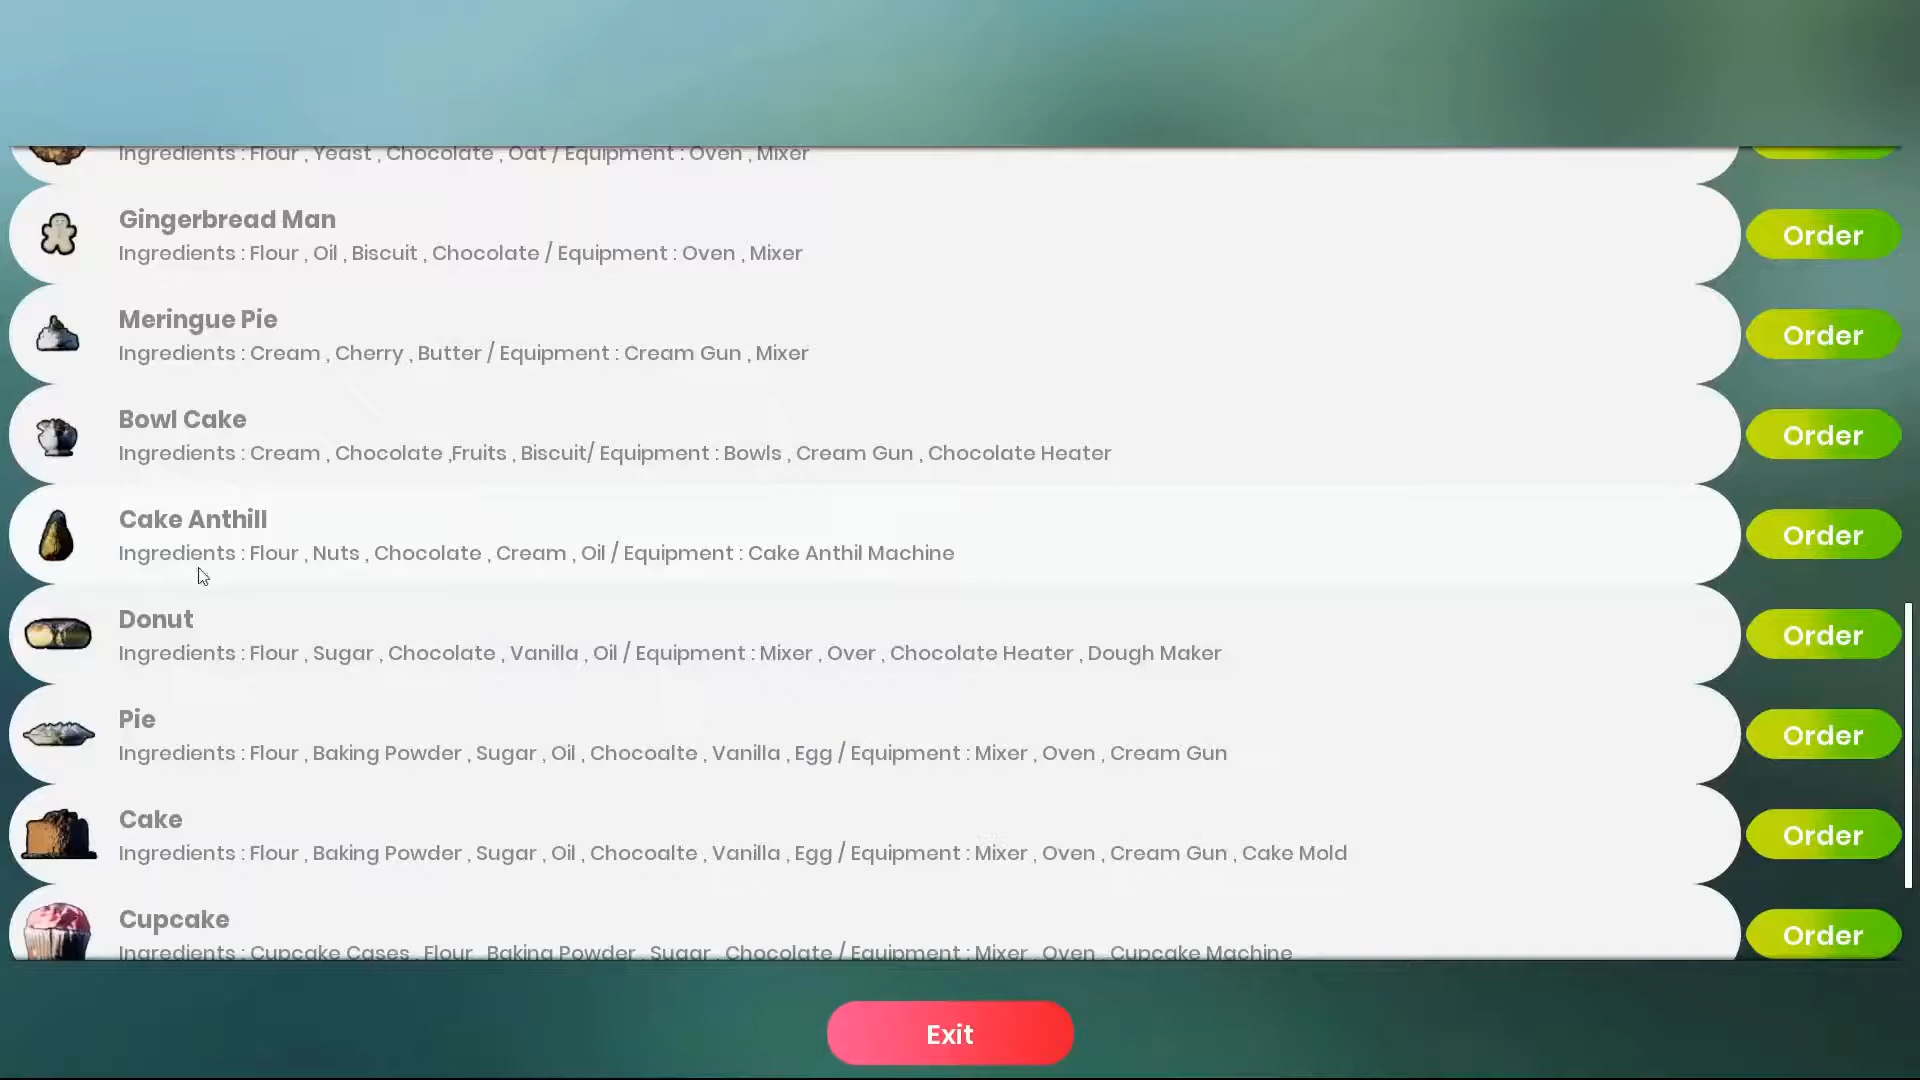 Ingredients : Flour , Yeast , Chocolate , Oat / Equipment : Oven , Mixer
Gingerbread Man
Ingredients : Flour , Oil , Biscuit , Chocolate / Equipment : Oven , Mixer
Order
Meringue Pie
Ingredients : Cream , Cherry , Butter / Equipment : Cream Gun , Mixer
Order
Bowl Cake
Ingredients : Cream , Chocolate ,Fruits , Biscuit/ Equipment : Bowls , Cream Gun , Chocolate Heater
Order
Cake Anthill
Ingredients : Flour , Nuts , Chocolate , Cream , Oil / Equipment : Cake Anthil Machine
Order
Donut
Ingredients : Flour , Sugar , Chocolate , Vanilla , Oil / Equipment : Mixer , Over , Chocolate Heater , Dough Maker
Order
Pie
Ingredients : Flour , Baking Powder , Sugar , Oil , Chocoalte , Vanilla , Egg / Equipment : Mixer , Oven , Cream Gun
Order
Cake
Ingredients : Flour , Baking Powder , Sugar , Oil , Chocoalte , Vanilla , Egg / Equipment : Mixer , Oven , Cream Gun , Cake Mold
Order
Cupcake
Ingredients : Cupcake Cases , Flour , Baking Powder , Sugar , Chocolate / Equipment : Mixer , Oven , Cupcake Machine
Order
Exit